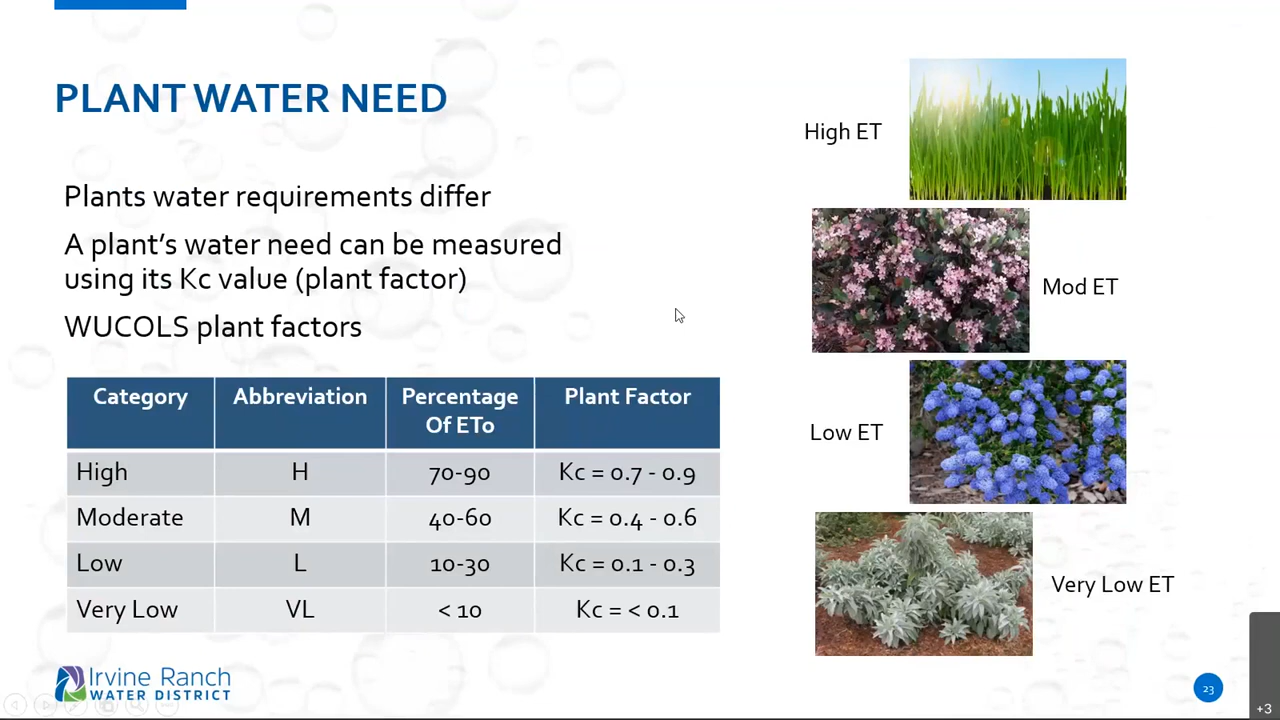 PLANT WATER NEED
Plants water requirements differ
A plant's water need can be measured
using its Kc value (plant factor)
WUCOLS plant factors
Category Abbreviation Percentage Of ETo Plant Factor
High H 70-90 Kc = 0.7 - 0.9
Moderate M 40-60 Kc = 0.4 - 0.6
Low L 10-30 Kc = 0.1 - 0.3
Very Low VL < 10 Kc = < 0.1
High ET
Mod ET
Low ET
Very Low ET
Irvine Ranch
WATER DISTRICT
23
+3